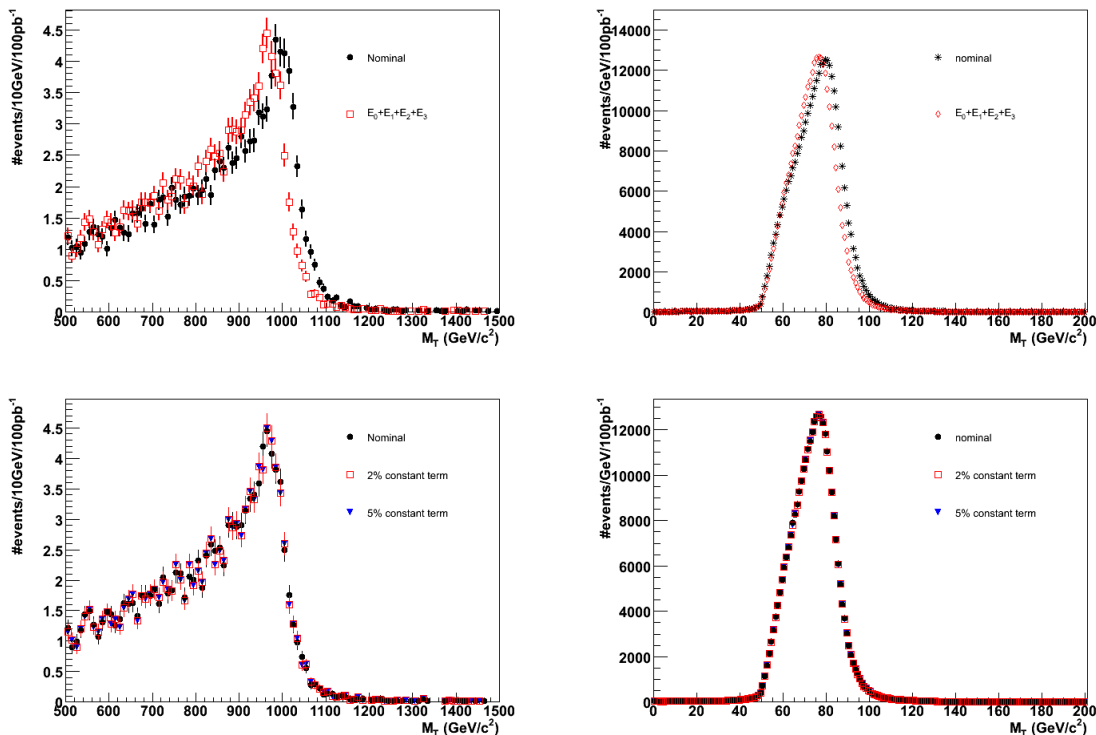 #events/10GeV/100pb⁻¹
4.5
4
3.5
3
2.5
2
1.5
1
0.5
0
500 600 700 800 900 1000 1100 1200 1300 1400 1500
M_T (GeV/c²)
Nominal
E₀+E₁+E₂+E₃
#events/GeV/100pb⁻¹
14000
12000
10000
8000
6000
4000
2000
0
0 20 40 60 80 100 120 140 160 180 200
M_T (GeV/c²)
nominal
E₀+E₁+E₂+E₃
#events/10GeV/100pb⁻¹
4.5
4
3.5
3
2.5
2
1.5
1
0.5
0
500 600 700 800 900 1000 1100 1200 1300 1400 1500
M_T (GeV/c²)
Nominal
2% constant term
5% constant term
#events/GeV/100pb⁻¹
12000
10000
8000
6000
4000
2000
0
0 20 40 60 80 100 120 140 160 180 200
M_T (GeV/c²)
nominal
2% constant term
5% constant term